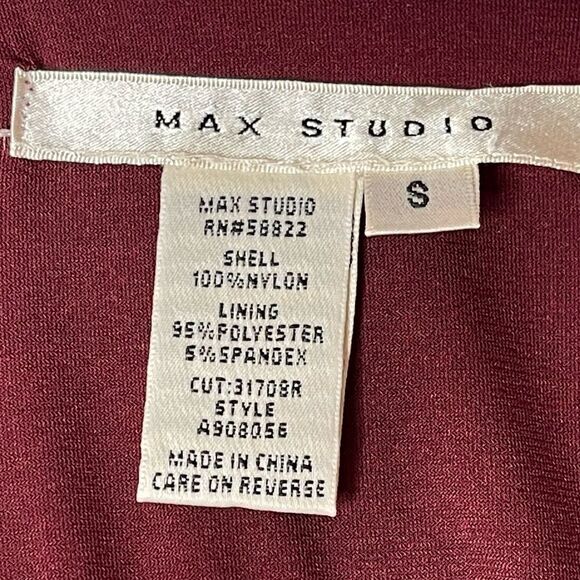 MAX STUDIO
S
MAX STUDIO
RN#58822
SHELL
100%NYLON
LINING
95%POLYESTER
5%SPANDEX
CUT:31708R
STYLE
A908056
MADE IN CHINA
CARE ON REVERSE